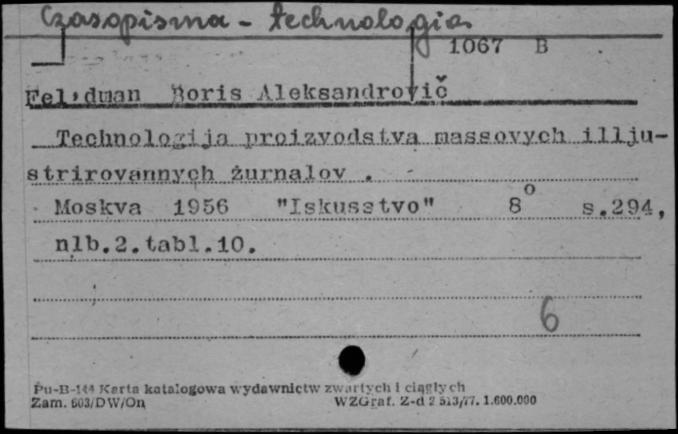 Czasopisma - technologia
1067 B
Fel,dman Boris Aleksandrovič
Technologija proizvodstva massovych illju-
strirovannych žurnalov .
Moskva 1956 "Iskusstvo" 8° s.294,
nlb.2.tabl.10.
6
Pu-B-144 Karta katalogowa wydawnictw zwartych i ciągłych
Zam. 603/DW/On WZGraf. Z-d 2 513/77. 1.600.000